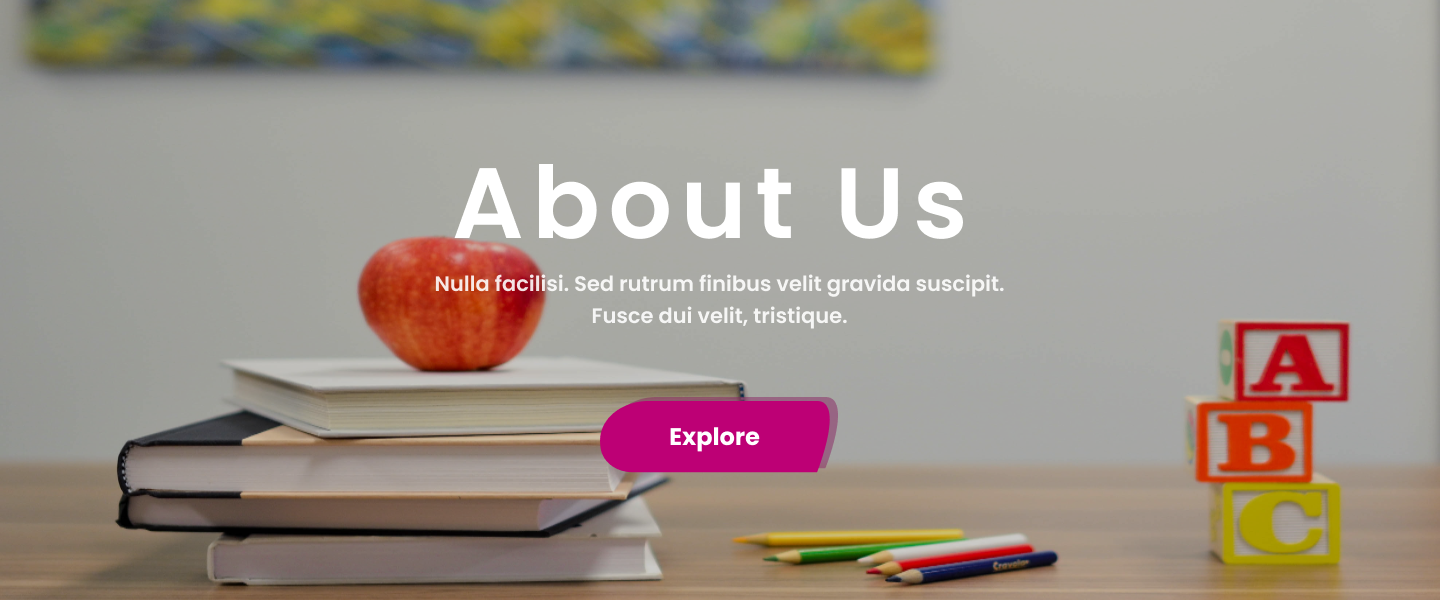 About Us
Nulla facilisi. Sed rutrum finibus velit gravida suscipit.
Fusce dui velit, tristique.
Explore
A
B
C
Crayola